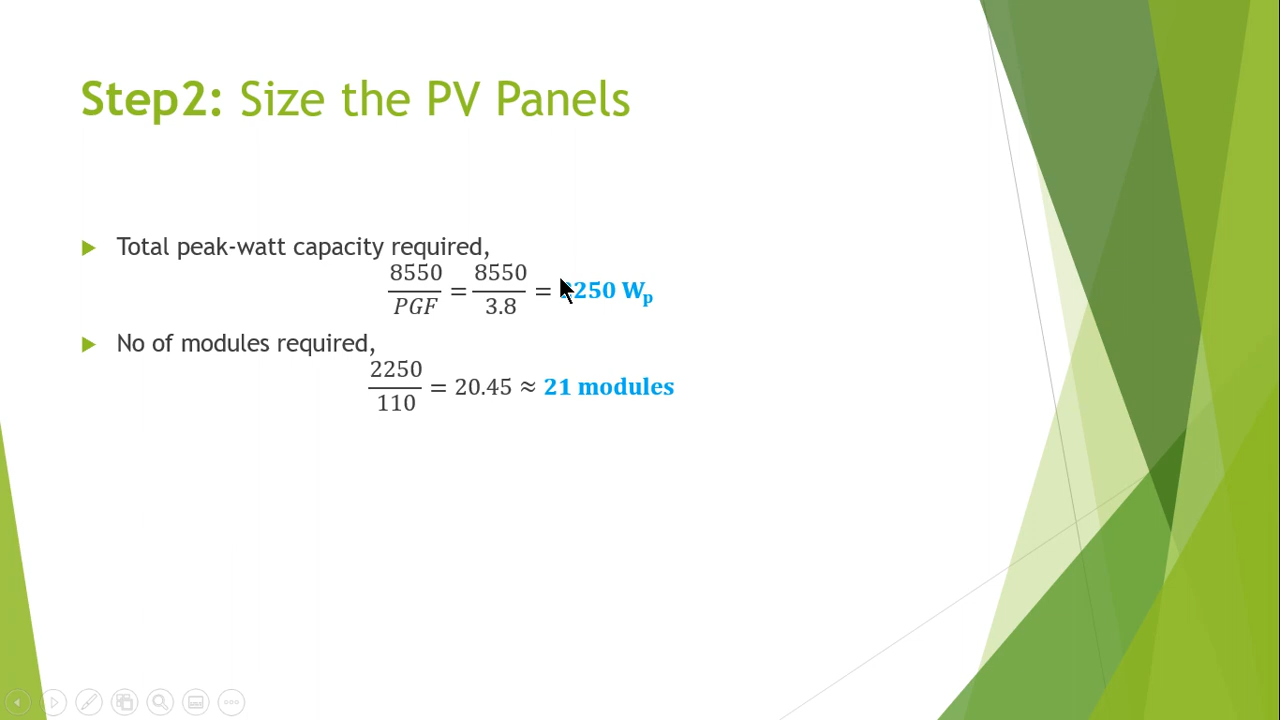 Step2: Size the PV Panels
Total peak-watt capacity required,
8550/PGF = 8550/3.8 = 2250 Wp
No of modules required,
2250/110 = 20.45 ≈ 21 modules